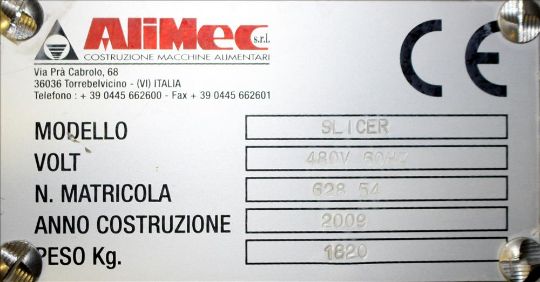 AliMec s.r.l.
COSTRUZIONE MACCHINE ALIMENTARI
Via Prà Cabrolo, 68
36036 Torrebelvicino - (VI) ITALIA
Telefono : + 39 0445 662600 - Fax + 39 0445 662601
CE
MODELLO SLICER
VOLT 480V 60HZ
N. MATRICOLA 628 54
ANNO COSTRUZIONE 2009
PESO Kg. 1820